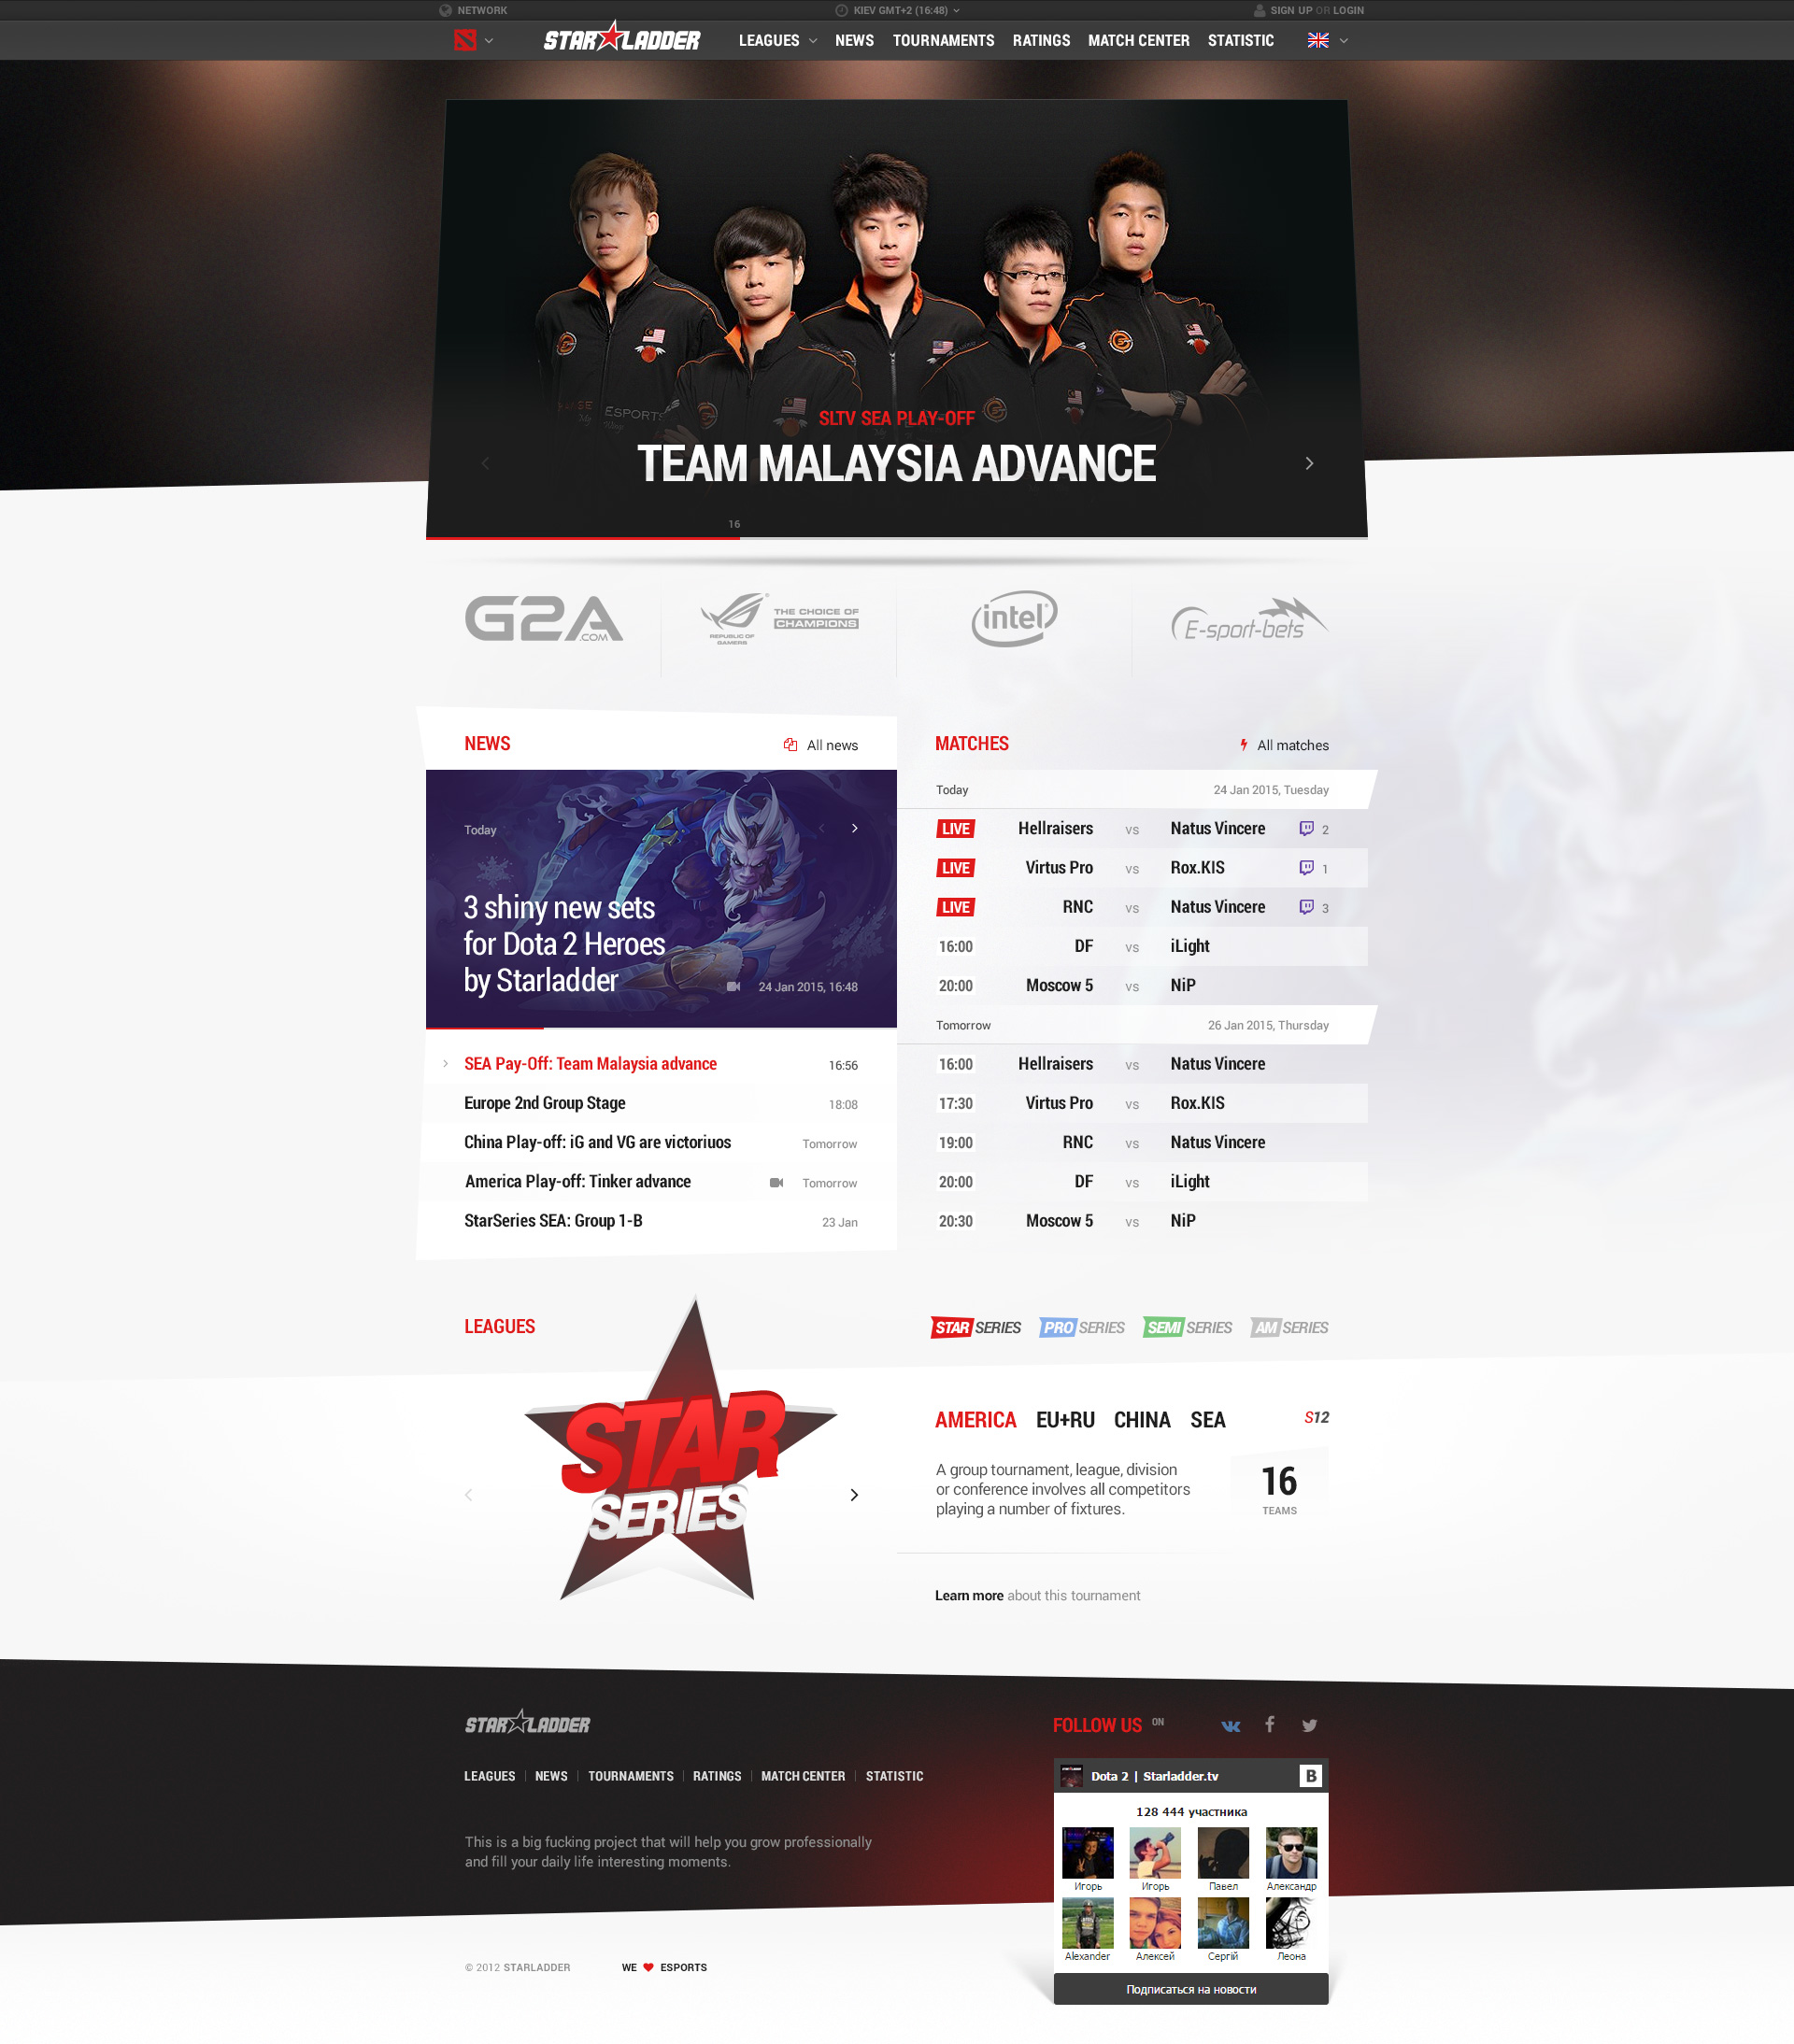 NETWORK
KIEV GMT+2 (16:48)
SIGN UP OR LOGIN
STAR LADDER
LEAGUES NEWS TOURNAMENTS RATINGS MATCH CENTER STATISTIC
ESPORTS
SLTV SEA PLAY-OFF
TEAM MALAYSIA ADVANCE
16
G2A
.COM
REPUBLIC OF
GAMERS
THE CHOICE OF
CHAMPIONS
intel
E-sport-bets
NEWS
All news
Today
3 shiny new sets
for Dota 2 Heroes
by Starladder
24 Jan 2015, 16:48
SEA Pay-Off: Team Malaysia advance 16:56
Europe 2nd Group Stage 18:08
China Play-off: iG and VG are victoriuos Tomorrow
America Play-off: Tinker advance Tomorrow
StarSeries SEA: Group 1-B 23 Jan
MATCHES
All matches
Today 24 Jan 2015, Tuesday
LIVE Hellraisers vs Natus Vincere 2
LIVE Virtus Pro vs Rox.KIS 1
LIVE RNC vs Natus Vincere 3
16:00 DF vs iLight
20:00 Moscow 5 vs NiP
Tomorrow 26 Jan 2015, Thursday
16:00 Hellraisers vs Natus Vincere
17:30 Virtus Pro vs Rox.KIS
19:00 RNC vs Natus Vincere
20:00 DF vs iLight
20:30 Moscow 5 vs NiP
LEAGUES
STAR
SERIES
STAR SERIES PRO SERIES SEMI SERIES AM SERIES
AMERICA EU+RU CHINA SEA S12
A group tournament, league, division
or conference involves all competitors
playing a number of fixtures.
16
TEAMS
Learn more about this tournament
STAR LADDER
LEAGUES NEWS TOURNAMENTS RATINGS MATCH CENTER STATISTIC
This is a big fucking project that will help you grow professionally
and fill your daily life interesting moments.
FOLLOW US ON
Dota 2 | Starladder.tv B
128 444 участника
Игорь Игорь Павел Александр
Alexander Алексей Сергій Леона
Подписаться на новости
© 2012 STARLADDER
WE ESPORTS